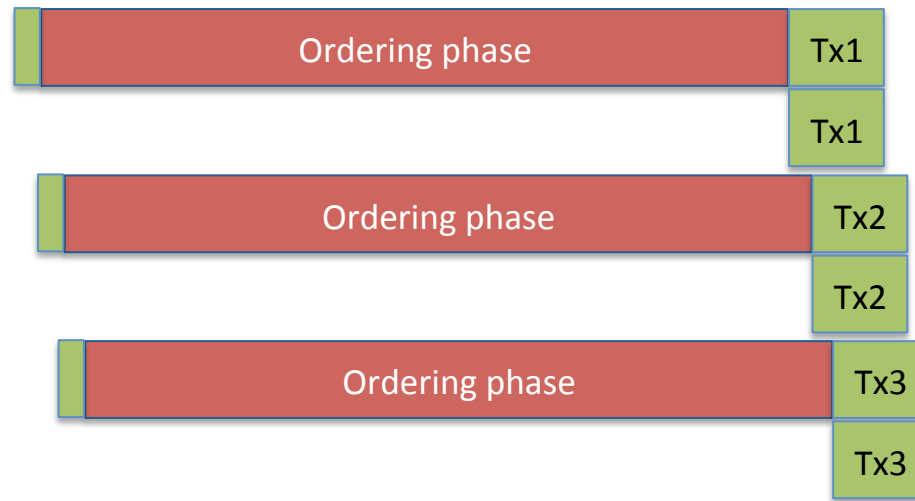 Ordering phase Tx1
Tx1
Ordering phase Tx2
Tx2
Ordering phase Tx3
Tx3